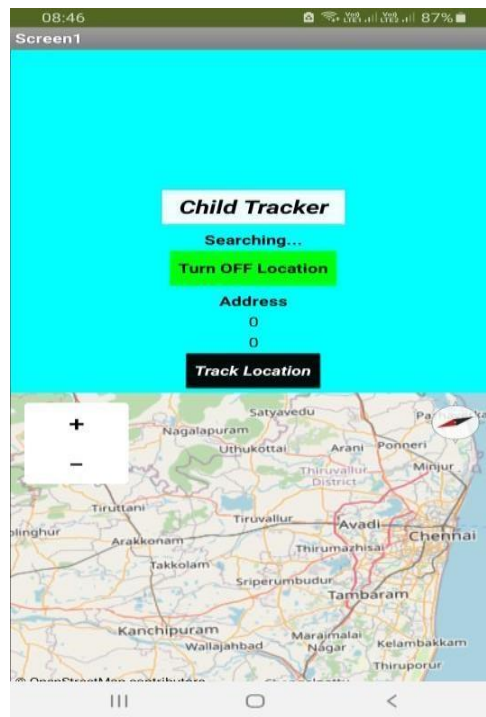 08:46 87%
Screen1
Child Tracker
Searching...
Turn OFF Location
Address
0
0
Track Location
+
−
Satyavedu
Nagalapuram
Uthukottai
Arani
Ponneri
Thiruvallur
District
Minjur
Tiruttani
Tiruvallur
Avadi
Chennai
Arakkonam
Thirumazhisai
Takkolam
Sriperumbudur
Tambaram
Kanchipuram
Maraimalai
Nagar
Wallajahbad
Kelambakkam
Thiruporur
© OpenStreetMap contributors